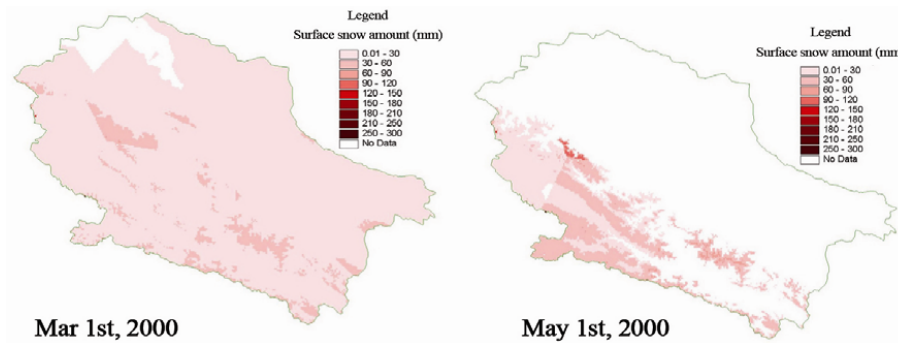 Legend
Surface snow amount (mm)
0.01 - 30
30 - 60
60 - 90
90 - 120
120 - 150
150 - 180
180 - 210
210 - 250
250 - 300
No Data
Mar 1st, 2000
Legend
Surface snow amount (mm
0.01 - 30
30 - 60
60 - 90
90 - 120
120 - 150
150 - 180
180 - 210
210 - 250
250 - 300
No Data
May 1st, 2000